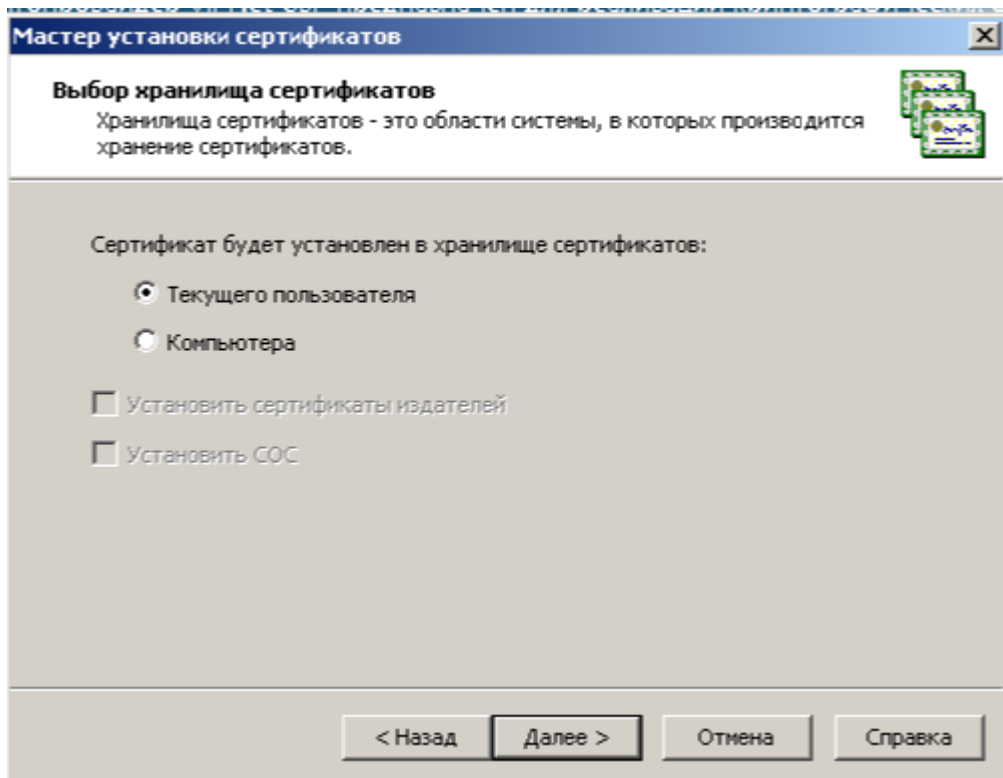 Мастер установки сертификатов
Выбор хранилища сертификатов
Хранилища сертификатов - это области системы, в которых производится
хранение сертификатов.
Сертификат будет установлен в хранилище сертификатов:
Текущего пользователя
Компьютера
Установить сертификаты издателей
Установить СОС
< Назад
Далее >
Отмена
Справка